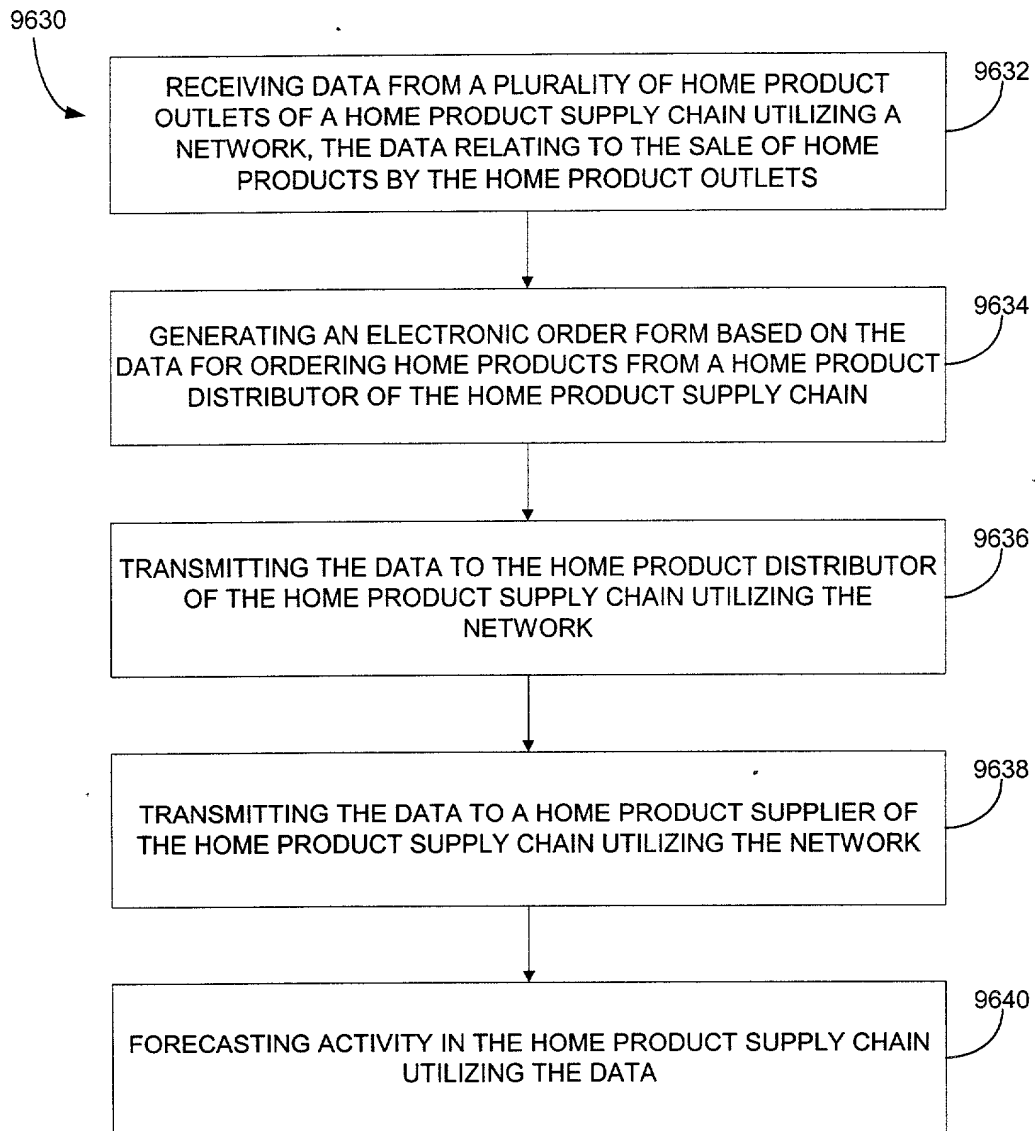 9630
RECEIVING DATA FROM A PLURALITY OF HOME PRODUCT
OUTLETS OF A HOME PRODUCT SUPPLY CHAIN UTILIZING A
NETWORK, THE DATA RELATING TO THE SALE OF HOME
PRODUCTS BY THE HOME PRODUCT OUTLETS
9632
GENERATING AN ELECTRONIC ORDER FORM BASED ON THE
DATA FOR ORDERING HOME PRODUCTS FROM A HOME PRODUCT
DISTRIBUTOR OF THE HOME PRODUCT SUPPLY CHAIN
9634
TRANSMITTING THE DATA TO THE HOME PRODUCT DISTRIBUTOR
OF THE HOME PRODUCT SUPPLY CHAIN UTILIZING THE
NETWORK
9636
TRANSMITTING THE DATA TO A HOME PRODUCT SUPPLIER OF
THE HOME PRODUCT SUPPLY CHAIN UTILIZING THE NETWORK
9638
FORECASTING ACTIVITY IN THE HOME PRODUCT SUPPLY CHAIN
UTILIZING THE DATA
9640